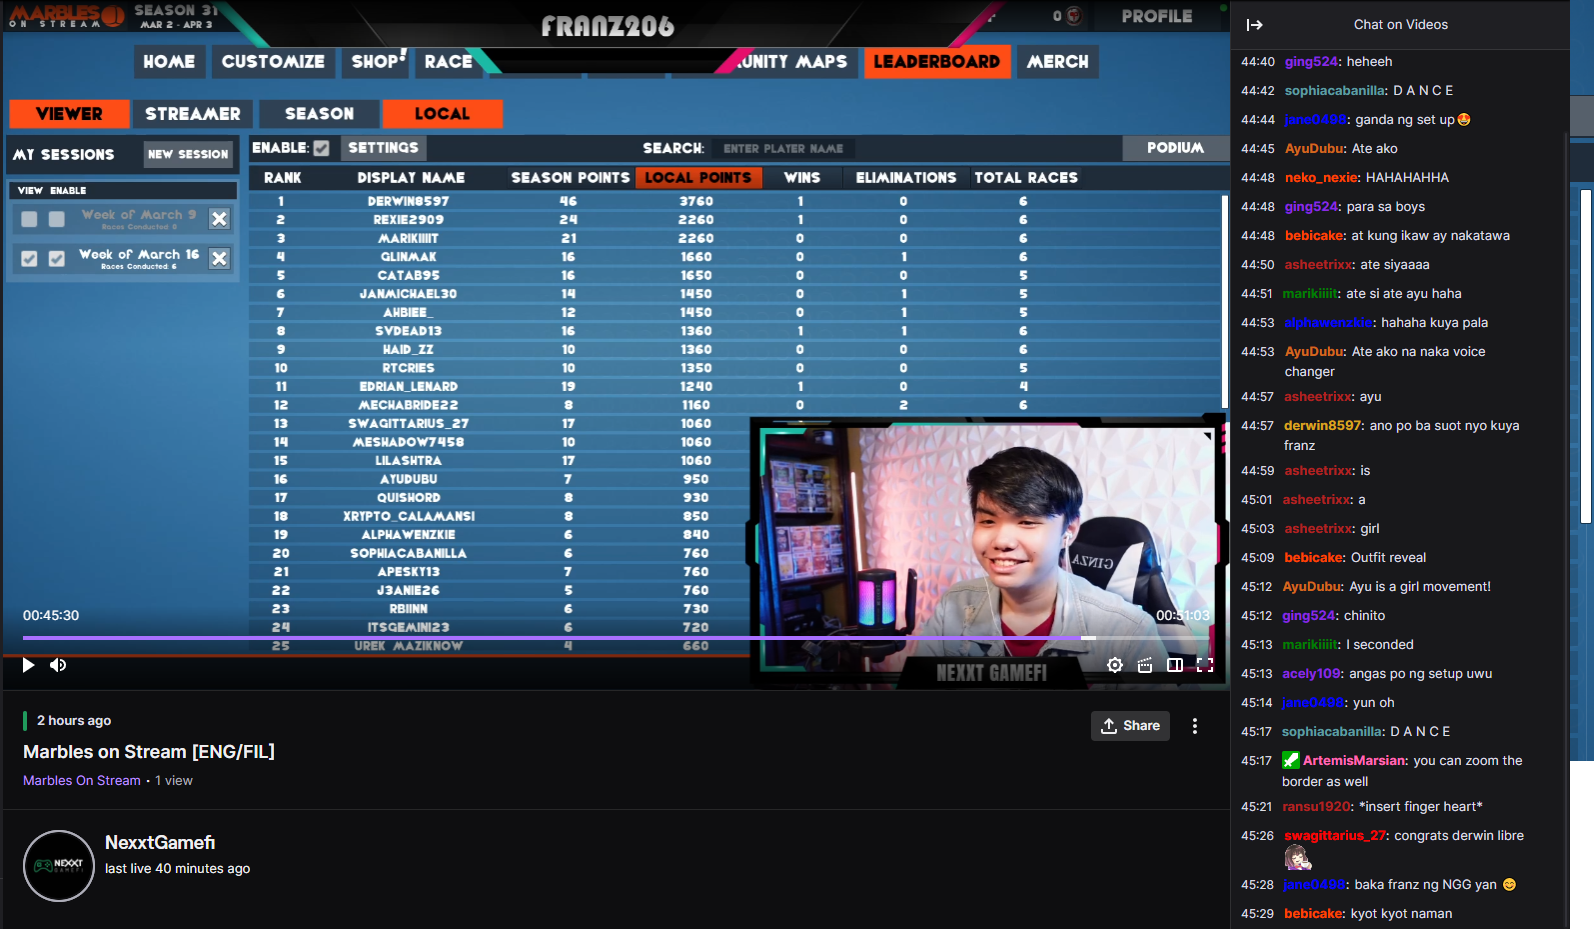 MARBLES
ON STREAM
SEASON 31
MAR 2 - APR 3
FRANZ206
0
PROFILE
HOME
CUSTOMIZE
SHOP!
RACE
UNITY MAPS
LEADERBOARD
MERCH
VIEWER
STREAMER
SEASON
LOCAL
MY SESSIONS
NEW SESSION
ENABLE:
SETTINGS
SEARCH:
ENTER PLAYER NAME
PODIUM
VIEW ENABLE
Week of March 9
Races Conducted: 6
Week of March 16
Races Conducted: 6
RANK DISPLAY NAME SEASON POINTS LOCAL POINTS WINS ELIMINATIONS TOTAL RACES
1 DERWIN8597 46 3760 1 0 6
2 REXIE2909 24 2260 1 0 6
3 MARIKIIIIT 21 2260 0 0 6
4 GLINMAK 16 1660 0 1 6
5 CATAB95 16 1650 0 0 5
6 JANMICHAEL30 14 1450 0 1 5
7 AHBIEE_ 12 1450 0 1 5
8 SVDEAD13 16 1360 1 1 6
9 HAID_ZZ 10 1360 0 0 6
10 RTCRIES 10 1350 0 0 5
11 EDRIAN_LENARD 19 1240 1 0 4
12 MECHABRIDE22 8 1160 0 2 6
13 SWAGITTARIUS_27 17 1060
14 MESHADOW7458 10 1060
15 LILASHTRA 17 1060
16 AYUDUBU 7 950
17 QUISHORD 8 930
18 XRYPTO_CALAMANSI 8 850
19 ALPHAWENZKIE 6 840
20 SOPHIACABANILLA 6 760
21 APESKY13 7 760
22 J3ANIE26 5 760
23 RBIINN 6 730
24 ITSGEMINI23 6 720
25 UREK_MAZIKNOW 4 660
GINZA
NEXXT GAMEFI
00:45:30
00:51:03
2 hours ago
Marbles on Stream [ENG/FIL]
Marbles On Stream • 1 view
Share
NEXXT
GAMEFI
NexxtGamefi
last live 40 minutes ago
Chat on Videos
44:40 ging524: heheeh
44:42 sophiacabanilla: D A N C E
44:44 jane0498: ganda ng set up🤩
44:45 AyuDubu: Ate ako
44:48 neko_nexie: HAHAHAHHA
44:48 ging524: para sa boys
44:48 bebicake: at kung ikaw ay nakatawa
44:50 asheetrixx: ate siyaaaa
44:51 marikiiiit: ate si ate ayu haha
44:53 alphawenzkie: hahaha kuya pala
44:53 AyuDubu: Ate ako na naka voice
changer
44:57 asheetrixx: ayu
44:57 derwin8597: ano po ba suot nyo kuya
franz
44:59 asheetrixx: is
45:01 asheetrixx: a
45:03 asheetrixx: girl
45:09 bebicake: Outfit reveal
45:12 AyuDubu: Ayu is a girl movement!
45:12 ging524: chinito
45:13 marikiiiit: I seconded
45:13 acely109: angas po ng setup uwu
45:14 jane0498: yun oh
45:17 sophiacabanilla: D A N C E
45:17 ArtemisMarsian: you can zoom the
border as well
45:21 ransu1920: *insert finger heart*
45:26 swagittarius_27: congrats derwin libre
45:28 jane0498: baka franz ng NGG yan 😊
45:29 bebicake: kyot kyot naman